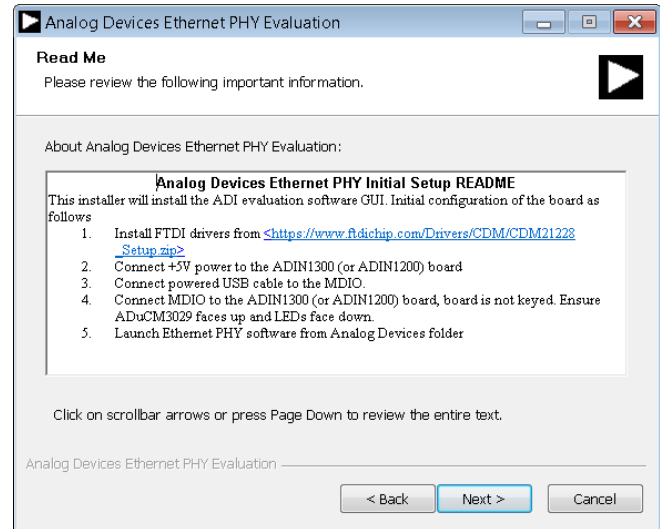 Analog Devices Ethernet PHY Evaluation
Read Me
Please review the following important information.
About Analog Devices Ethernet PHY Evaluation:
Analog Devices Ethernet PHY Initial Setup README
This installer will install the ADI evaluation software GUI. Initial configuration of the board as
follows
1. Install FTDI drivers from <https://www.ftdichip.com/Drivers/CDM/CDM21228
_Setup.zip>
2. Connect +5V power to the ADIN1300 (or ADIN1200) board
3. Connect powered USB cable to the MDIO.
4. Connect MDIO to the ADIN1300 (or ADIN1200) board, board is not keyed. Ensure
ADuCM3029 faces up and LEDs face down.
5. Launch Ethernet PHY software from Analog Devices folder
Click on scrollbar arrows or press Page Down to review the entire text.
Analog Devices Ethernet PHY Evaluation
< Back Next > Cancel